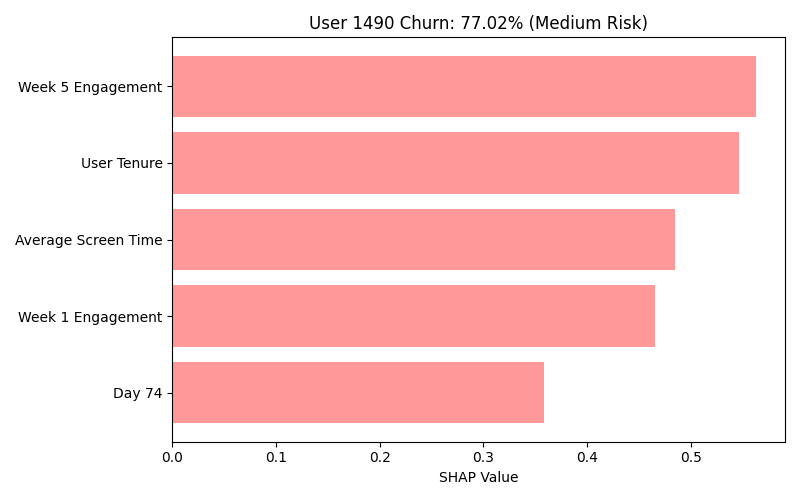 User 1490 Churn: 77.02% (Medium Risk)
Week 5 Engagement
User Tenure
Average Screen Time
Week 1 Engagement
Day 74
0.0 0.1 0.2 0.3 0.4 0.5
SHAP Value